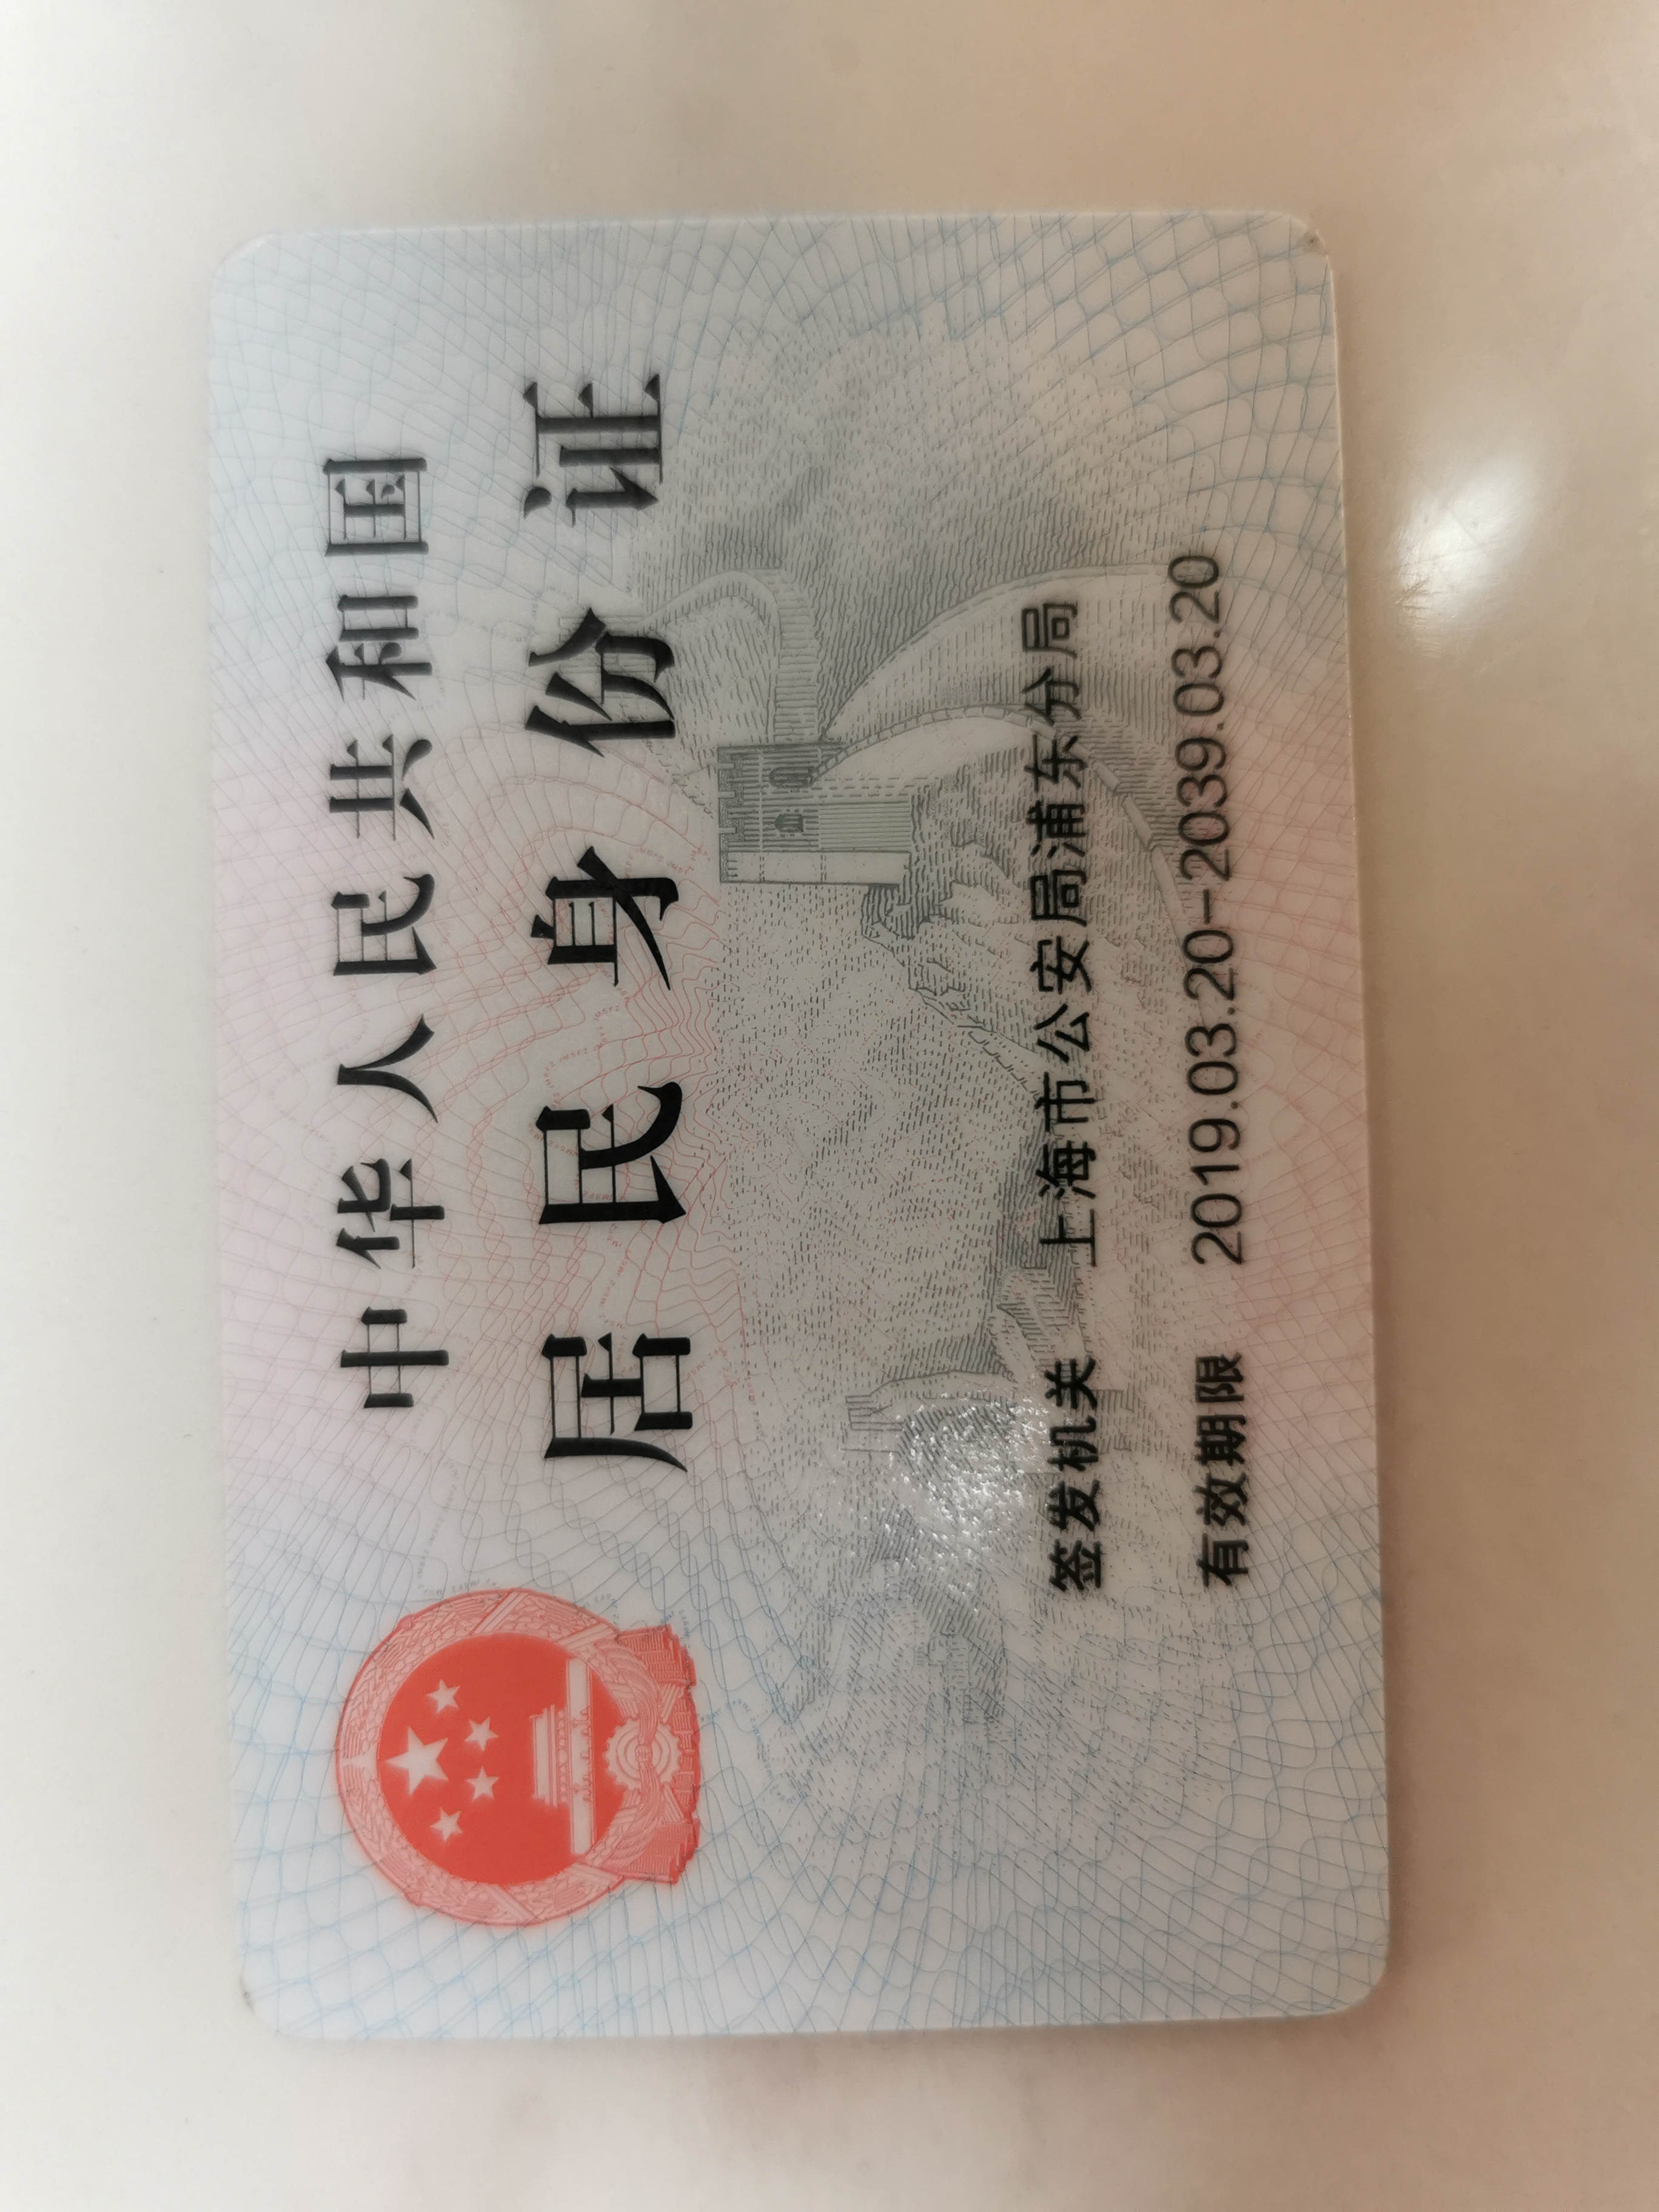 中华人民共和国
居民身份证
签发机关 上海市公安局浦东分局
有效期限 2019.03.20-2039.03.20